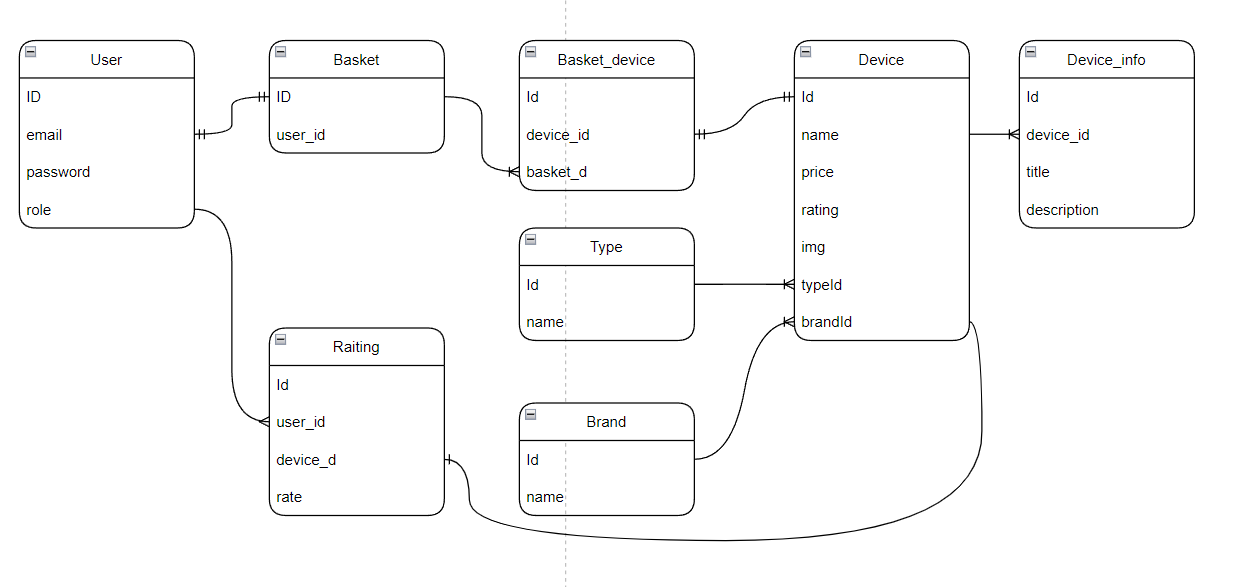 User
ID
email
password
role
Basket
ID
user_id
Basket_device
Id
device_id
basket_d
Device
Id
name
price
rating
img
typeId
brandId
Device_info
Id
device_id
title
description
Type
Id
name
Raiting
Id
user_id
device_d
rate
Brand
Id
name